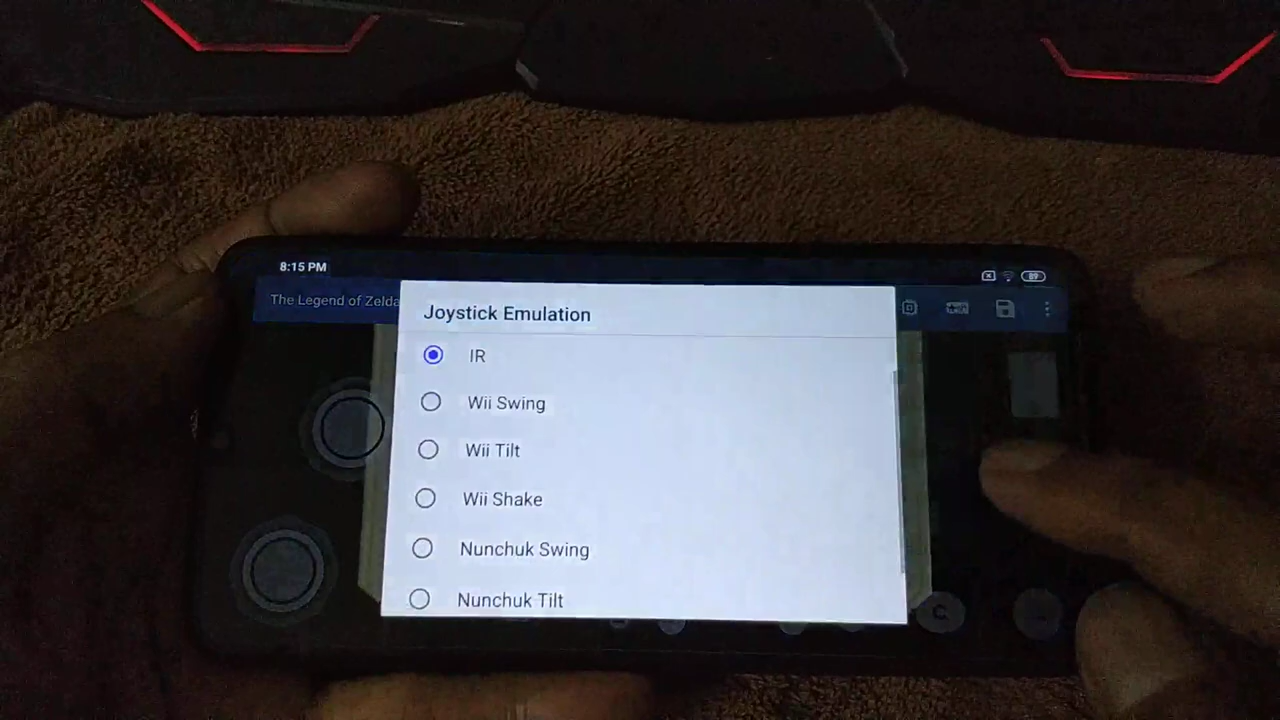 8:15 PM
89
The Legend of Zelda
Joystick Emulation
IR
Wii Swing
Wii Tilt
Wii Shake
Nunchuk Swing
Nunchuk Tilt
C